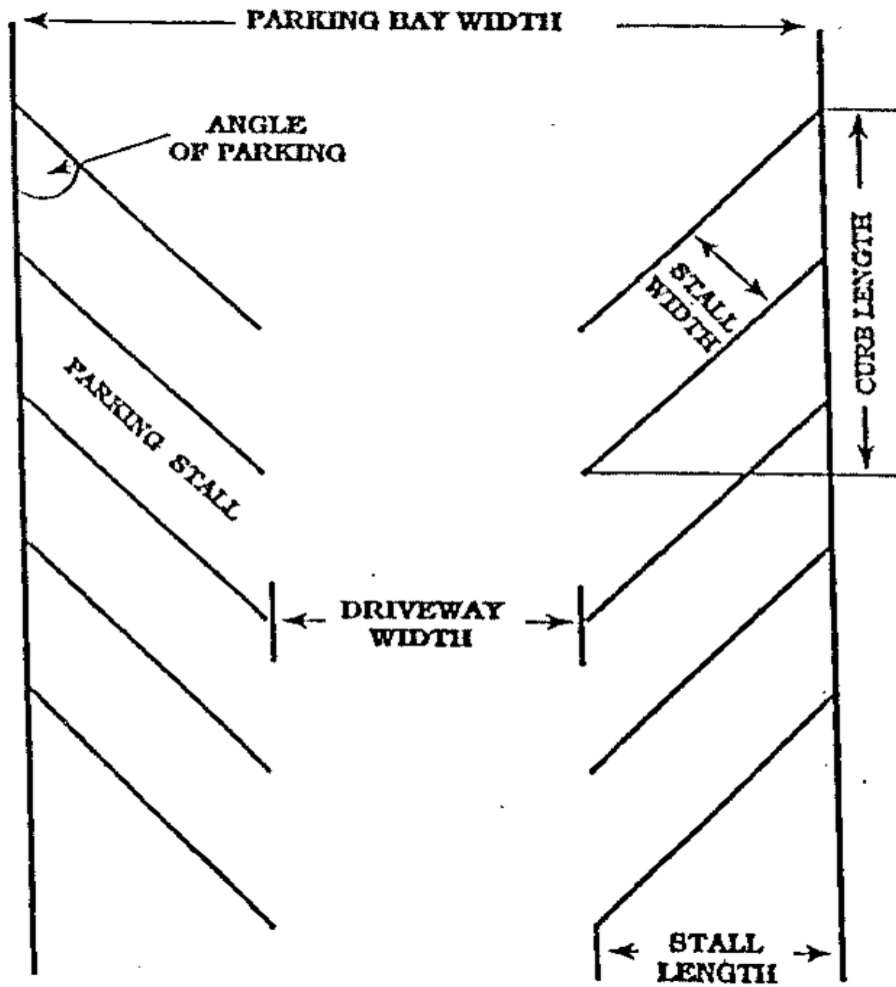 PARKING BAY WIDTH
ANGLE
OF PARKING
STALL
WIDTH
CURB LENGTH
PARKING STALL
DRIVEWAY
WIDTH
STALL
LENGTH